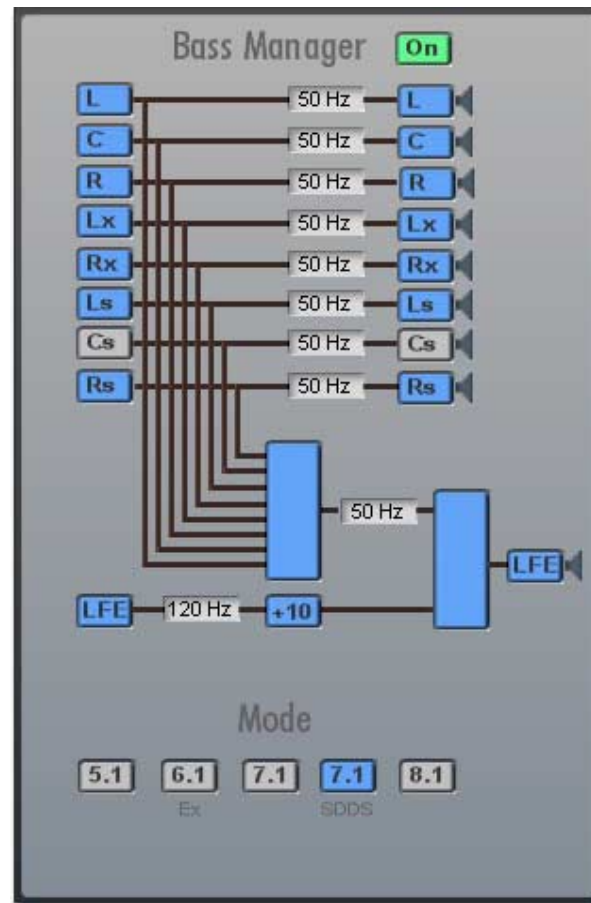 Bass Manager On
L 50 Hz L
C 50 Hz C
R 50 Hz R
Lx 50 Hz Lx
Rx 50 Hz Rx
Ls 50 Hz Ls
Cs 50 Hz Cs
Rs 50 Hz Rs
50 Hz
LFE
LFE 120 Hz +10
Mode
5.1 6.1 7.1 7.1 8.1
Ex SDDS